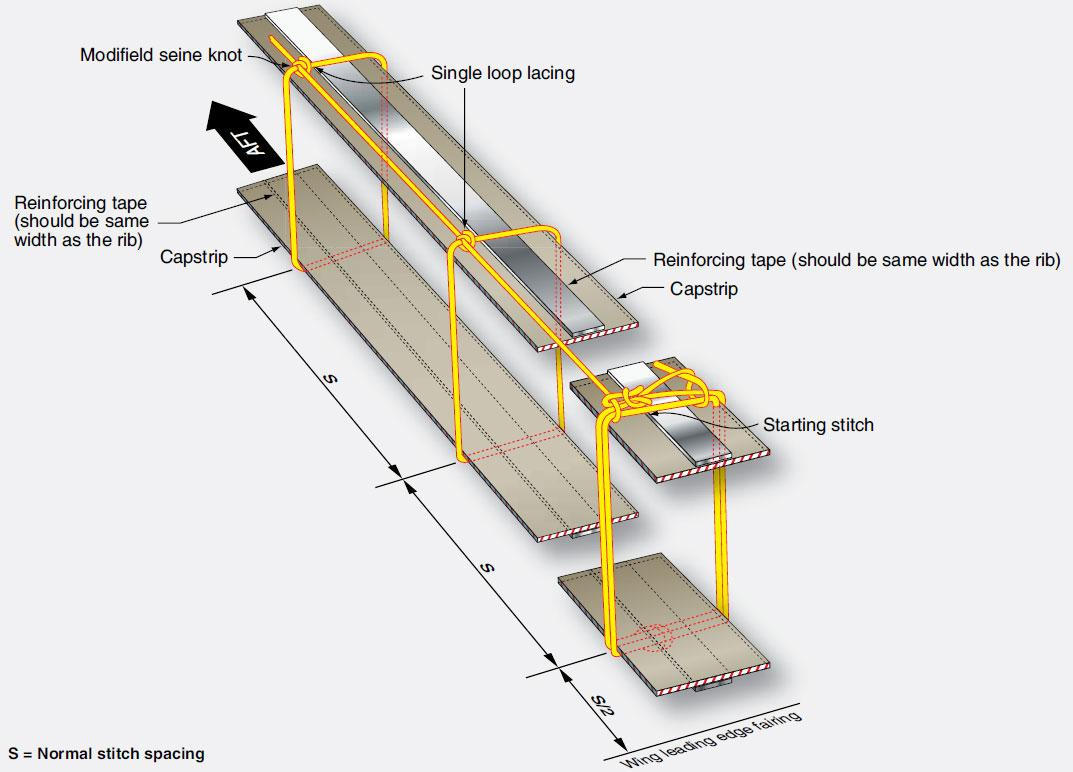 Modifield seine knot
Single loop lacing
AFT
Reinforcing tape
(should be same
width as the rib)
Capstrip
Reinforcing tape (should be same width as the rib)
Capstrip
S
Starting stitch
S
S/2
Wing leading edge fairing
S = Normal stitch spacing